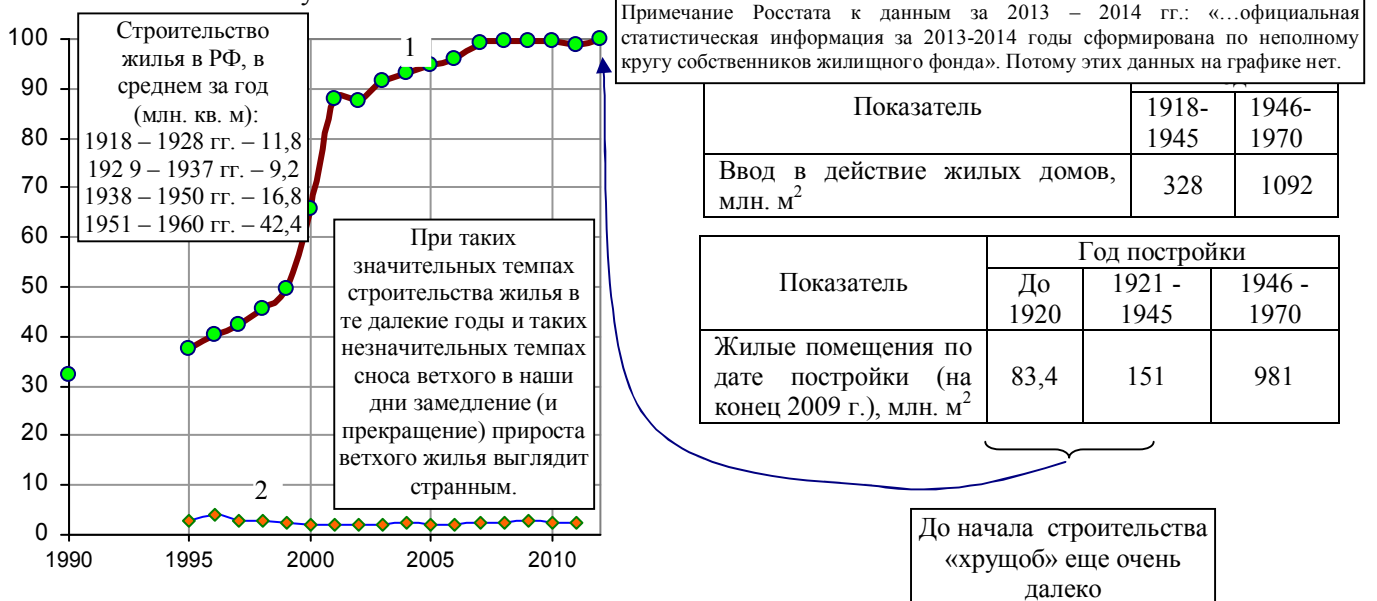 Строительство
жилья в РФ, в
среднем за год
(млн. кв. м):
1918 – 1928 гг. – 11,8
192 9 – 1937 гг. – 9,2
1938 – 1950 гг. – 16,8
1951 – 1960 гг. – 42,4
Примечание Росстата к данным за 2013 – 2014 гг.: «…официальная
статистическая информация за 2013-2014 годы сформирована по неполному
кругу собственников жилищного фонда». Потому этих данных на графике нет.
100
90
80
70
60
50
40
30
20
10
0
1990
1995
2000
2005
2010
1
2
При таких
значительных темпах
строительства жилья в
те далекие годы и таких
незначительных темпах
сноса ветхого в наши
дни замедление (и
прекращение) прироста
ветхого жилья выглядит
странным.
Показатель
1918-
1945
1946-
1970
Ввод в действие жилых домов,
млн. м2
328
1092
Показатель
Год постройки
До
1920
1921 -
1945
1946 -
1970
Жилые помещения по
дате постройки (на
конец 2009 г.), млн. м2
83,4
151
981
До начала строительства
«хрущоб» еще очень
далеко